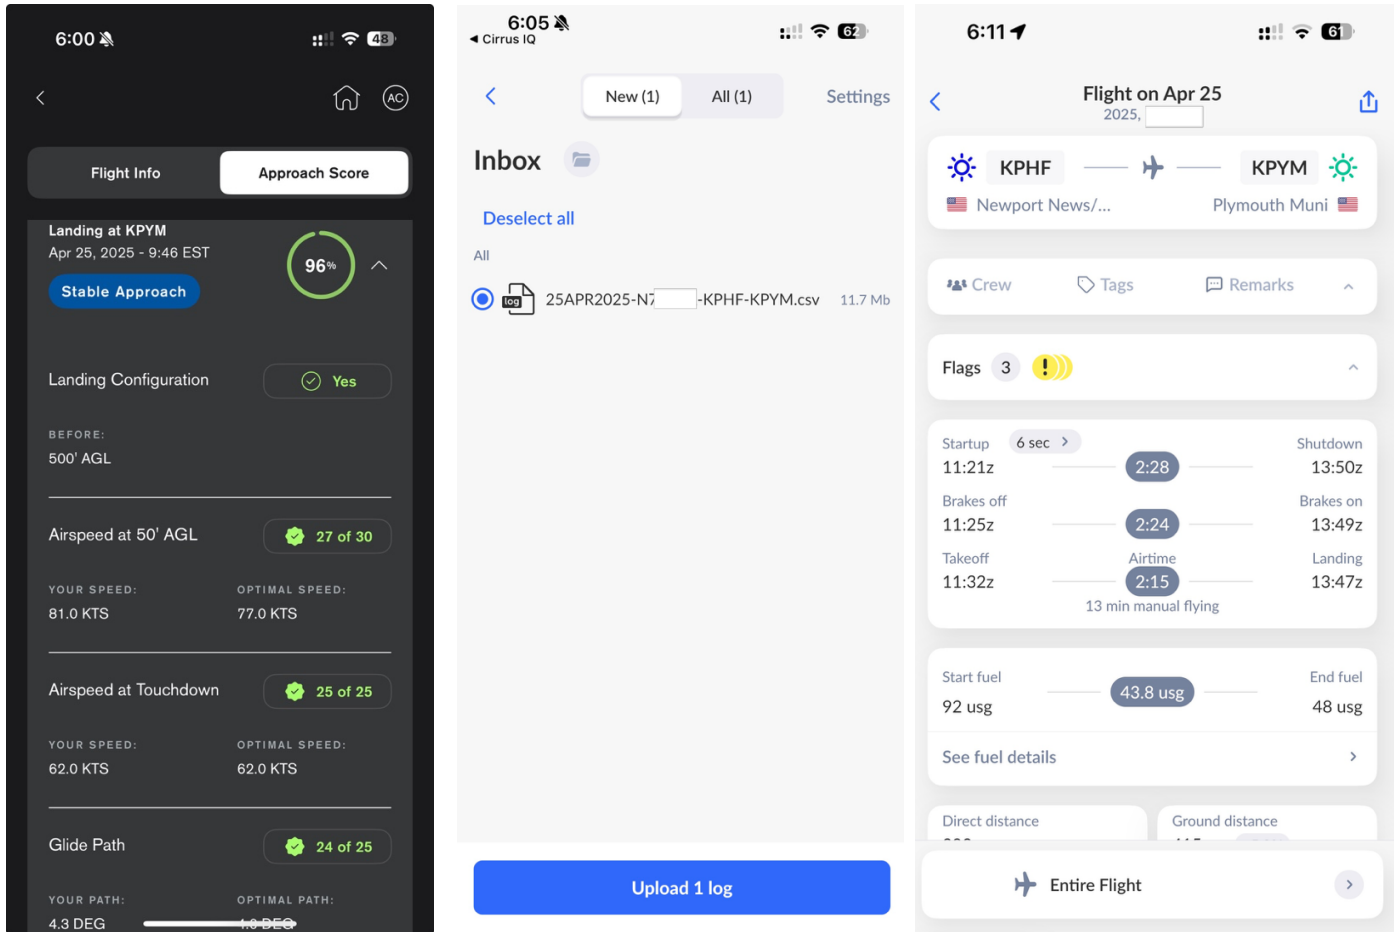 6:00
48
AC
Flight Info
Approach Score
Landing at KPYM
Apr 25, 2025 - 9:46 EST
96%
Stable Approach
Landing Configuration
Yes
BEFORE:
500' AGL
Airspeed at 50' AGL
27 of 30
YOUR SPEED:
OPTIMAL SPEED:
81.0 KTS
77.0 KTS
Airspeed at Touchdown
25 of 25
YOUR SPEED:
OPTIMAL SPEED:
62.0 KTS
62.0 KTS
Glide Path
24 of 25
YOUR PATH:
OPTIMAL PATH:
4.3 DEG
DEG
6:05
Cirrus IQ
62
New (1)
All (1)
Settings
Inbox
Deselect all
All
log
25APR2025-N7 -KPHF-KPYM.csv
11.7 Mb
Upload 1 log
6:11
61
Flight on Apr 25
2025,
KPHF
KPYM
Newport News/...
Plymouth Muni
Crew
Tags
Remarks
Flags
3
!
Startup
6 sec
Shutdown
11:21z
2:28
13:50z
Brakes off
Brakes on
11:25z
2:24
13:49z
Takeoff
Airtime
Landing
11:32z
2:15
13:47z
13 min manual flying
Start fuel
End fuel
92 usg
43.8 usg
48 usg
See fuel details
Direct distance
Ground distance
Entire Flight